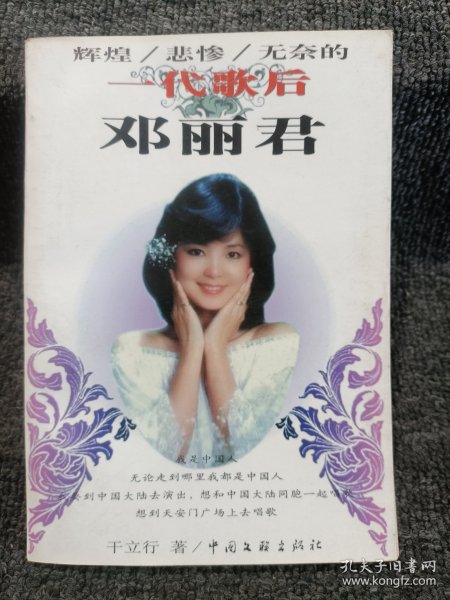 辉煌/悲惨/无奈的
一代歌后
邓丽君
我是中国人
无论走到哪里我都是中国人
要到中国大陆去演出，想和中国大陆同胞一起唱歌
想到天安门广场上去唱歌
干立行 著/中国文联出版社
孔夫子旧书网
www.kongfz.com